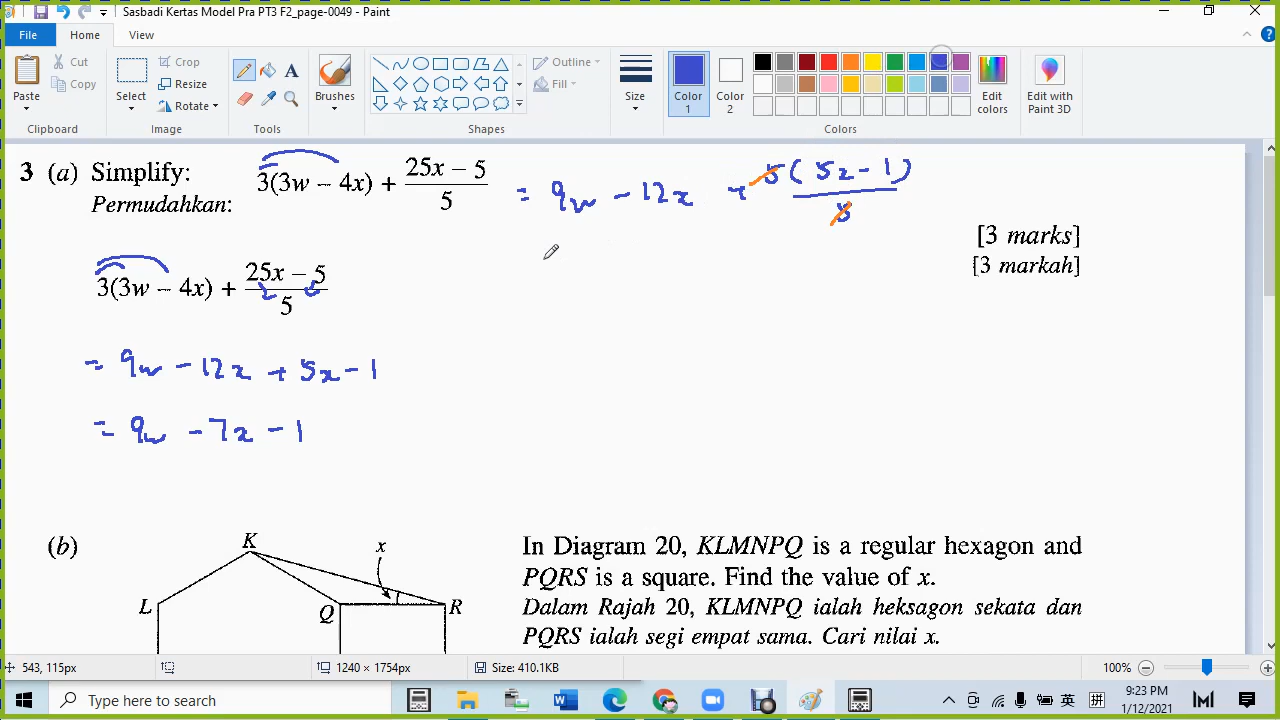 Sasbadi Kertas Model Pra PT3 F2_page-0049 - Paint
File Home View
Paste Cut Copy Clipboard
Select Crop Resize Rotate Image
Tools
Brushes
Outline Fill Shapes
Size
Color 1 Color 2 Edit colors Colors
Edit with Paint 3D
3 (a) Simplify: 3(3w – 4x) + (25x – 5)/5 = 9w - 12x + 5(5x - 1)/5
Permudahkan:
[3 marks]
[3 markah]
3(3w – 4x) + (25x – 5)/5
= 9w - 12x + 5x - 1
= 9w - 7x - 1
(b) K x L Q R
In Diagram 20, KLMNPQ is a regular hexagon and
PQRS is a square. Find the value of x.
Dalam Rajah 20, KLMNPQ ialah heksagon sekata dan
PQRS ialah segi empat sama. Cari nilai x.
543, 115px 1240 × 1754px Size: 410.1KB 100%
Type here to search
英 拼 9:23 PM
1/12/2021